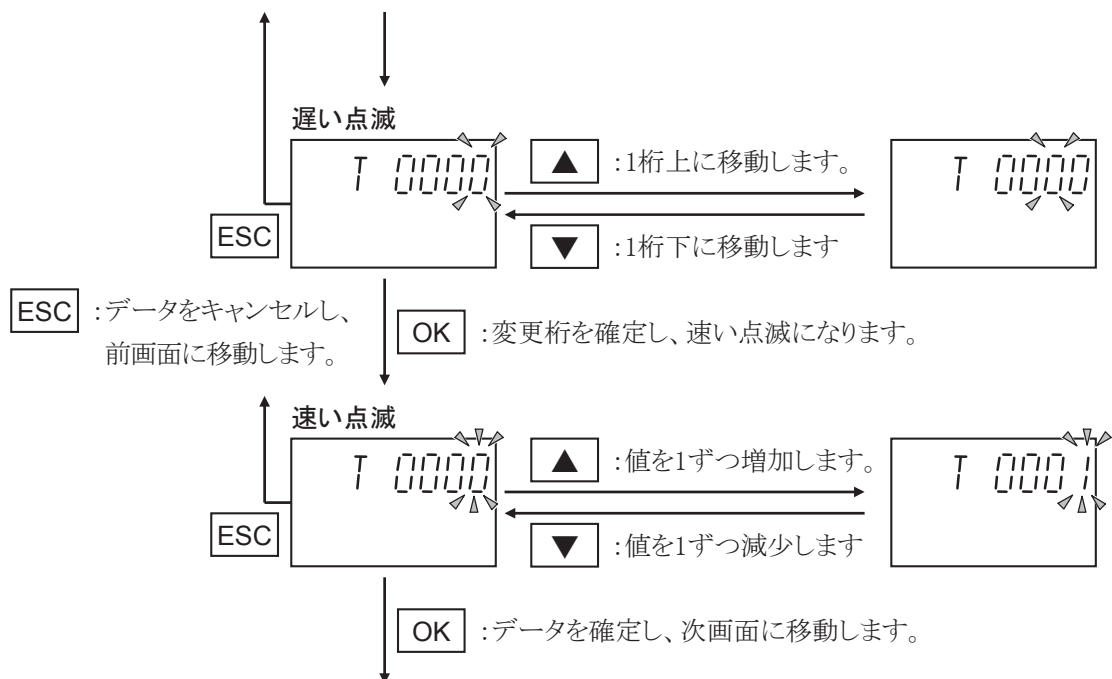 遅い点滅
T 0000
▲ :1桁上に移動します。
T 0000
ESC
▼ :1桁下に移動します
ESC :データをキャンセルし、
前画面に移動します。
OK :変更桁を確定し、速い点滅になります。
速い点滅
T 0000
▲ :値を1ずつ増加します。
T 0001
ESC
▼ :値を1ずつ減少します
OK :データを確定し、次画面に移動します。